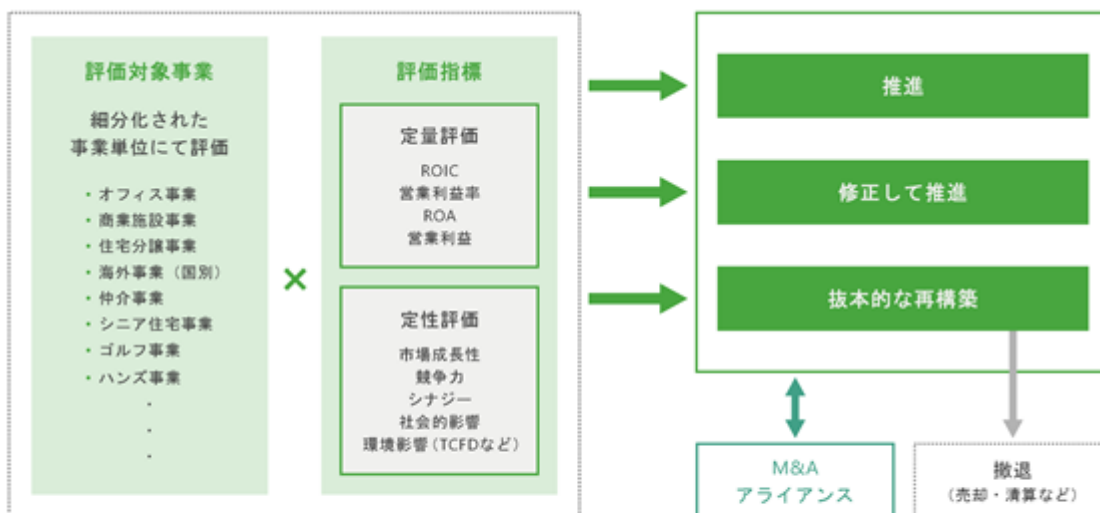 評価対象事業
細分化された
事業単位にて評価
・オフィス事業
・商業施設事業
・住宅分譲事業
・海外事業（国別）
・仲介事業
・シニア住宅事業
・ゴルフ事業
・ハンズ事業
・
・
・
×
評価指標
定量評価
ROIC
営業利益率
ROA
営業利益
定性評価
市場成長性
競争力
シナジー
社会的影響
環境影響（TCFDなど）
推進
修正して推進
抜本的な再構築
M&A
アライアンス
撤退
（売却・清算など）